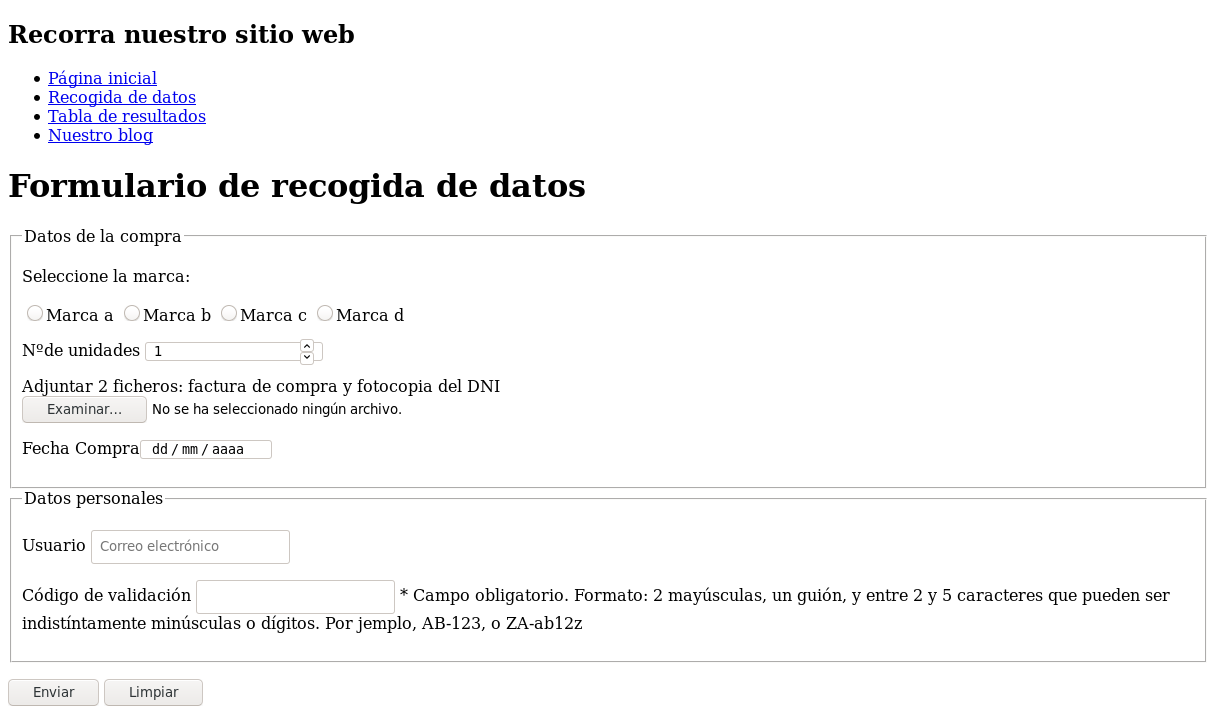 Recorra nuestro sitio web
Página inicial
Recogida de datos
Tabla de resultados
Nuestro blog
Formulario de recogida de datos
Datos de la compra
Seleccione la marca:
Marca a Marca b Marca c Marca d
Nºde unidades 1
Adjuntar 2 ficheros: factura de compra y fotocopia del DNI
Examinar... No se ha seleccionado ningún archivo.
Fecha Compra dd / mm / aaaa
Datos personales
Usuario Correo electrónico
Código de validación * Campo obligatorio. Formato: 2 mayúsculas, un guión, y entre 2 y 5 caracteres que pueden ser
indistíntamente minúsculas o dígitos. Por jemplo, AB-123, o ZA-ab12z
Enviar Limpiar